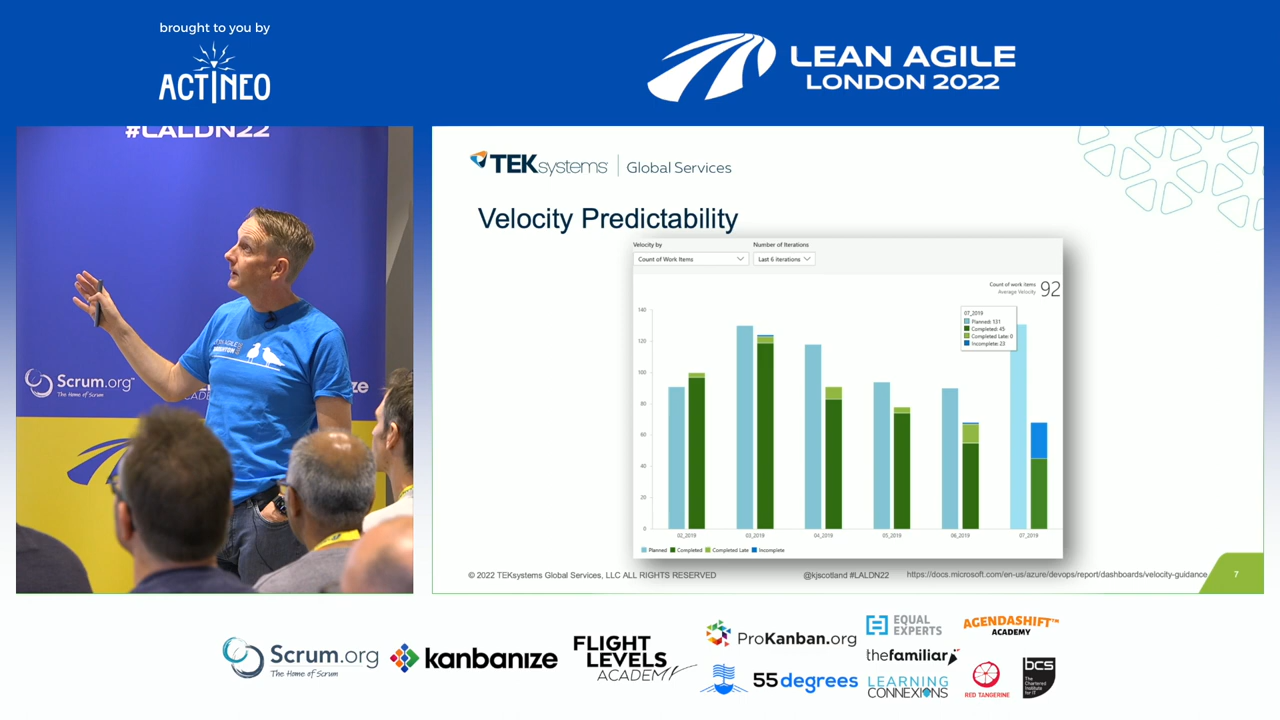 brought to you by
ACTINEO
LEAN AGILE
LONDON 2022
#LALDN22
Scrum.org
The Home of Scrum
TEKsystems | Global Services
Velocity Predictability
Velocity by
Number of Iterations
Count of Work Items
Last 6 iterations
Count of work items
Average Velocity
92
07_2019
Planned: 131
Completed: 45
Completed Late: 0
Incomplete: 23
140
120
100
80
60
40
20
0
02_2019
03_2019
04_2019
05_2019
06_2019
07_2019
Planned
Completed
Completed Late
Incomplete
© 2022 TEKsystems Global Services, LLC ALL RIGHTS RESERVED
@kjscotland #LALDN22
https://docs.microsoft.com/en-us/azure/devops/report/dashboards/velocity-guidance
7
Scrum.org
The Home of Scrum
kanbanize
FLIGHT
LEVELS
ACADEMY
ProKanban.org
55degrees
EQUAL
EXPERTS
thefamiliar
LEARNING
CONNEXIONS
AGENDASHIFT™
ACADEMY
RED TANGERINE
bcs
The
Chartered
Institute
for IT